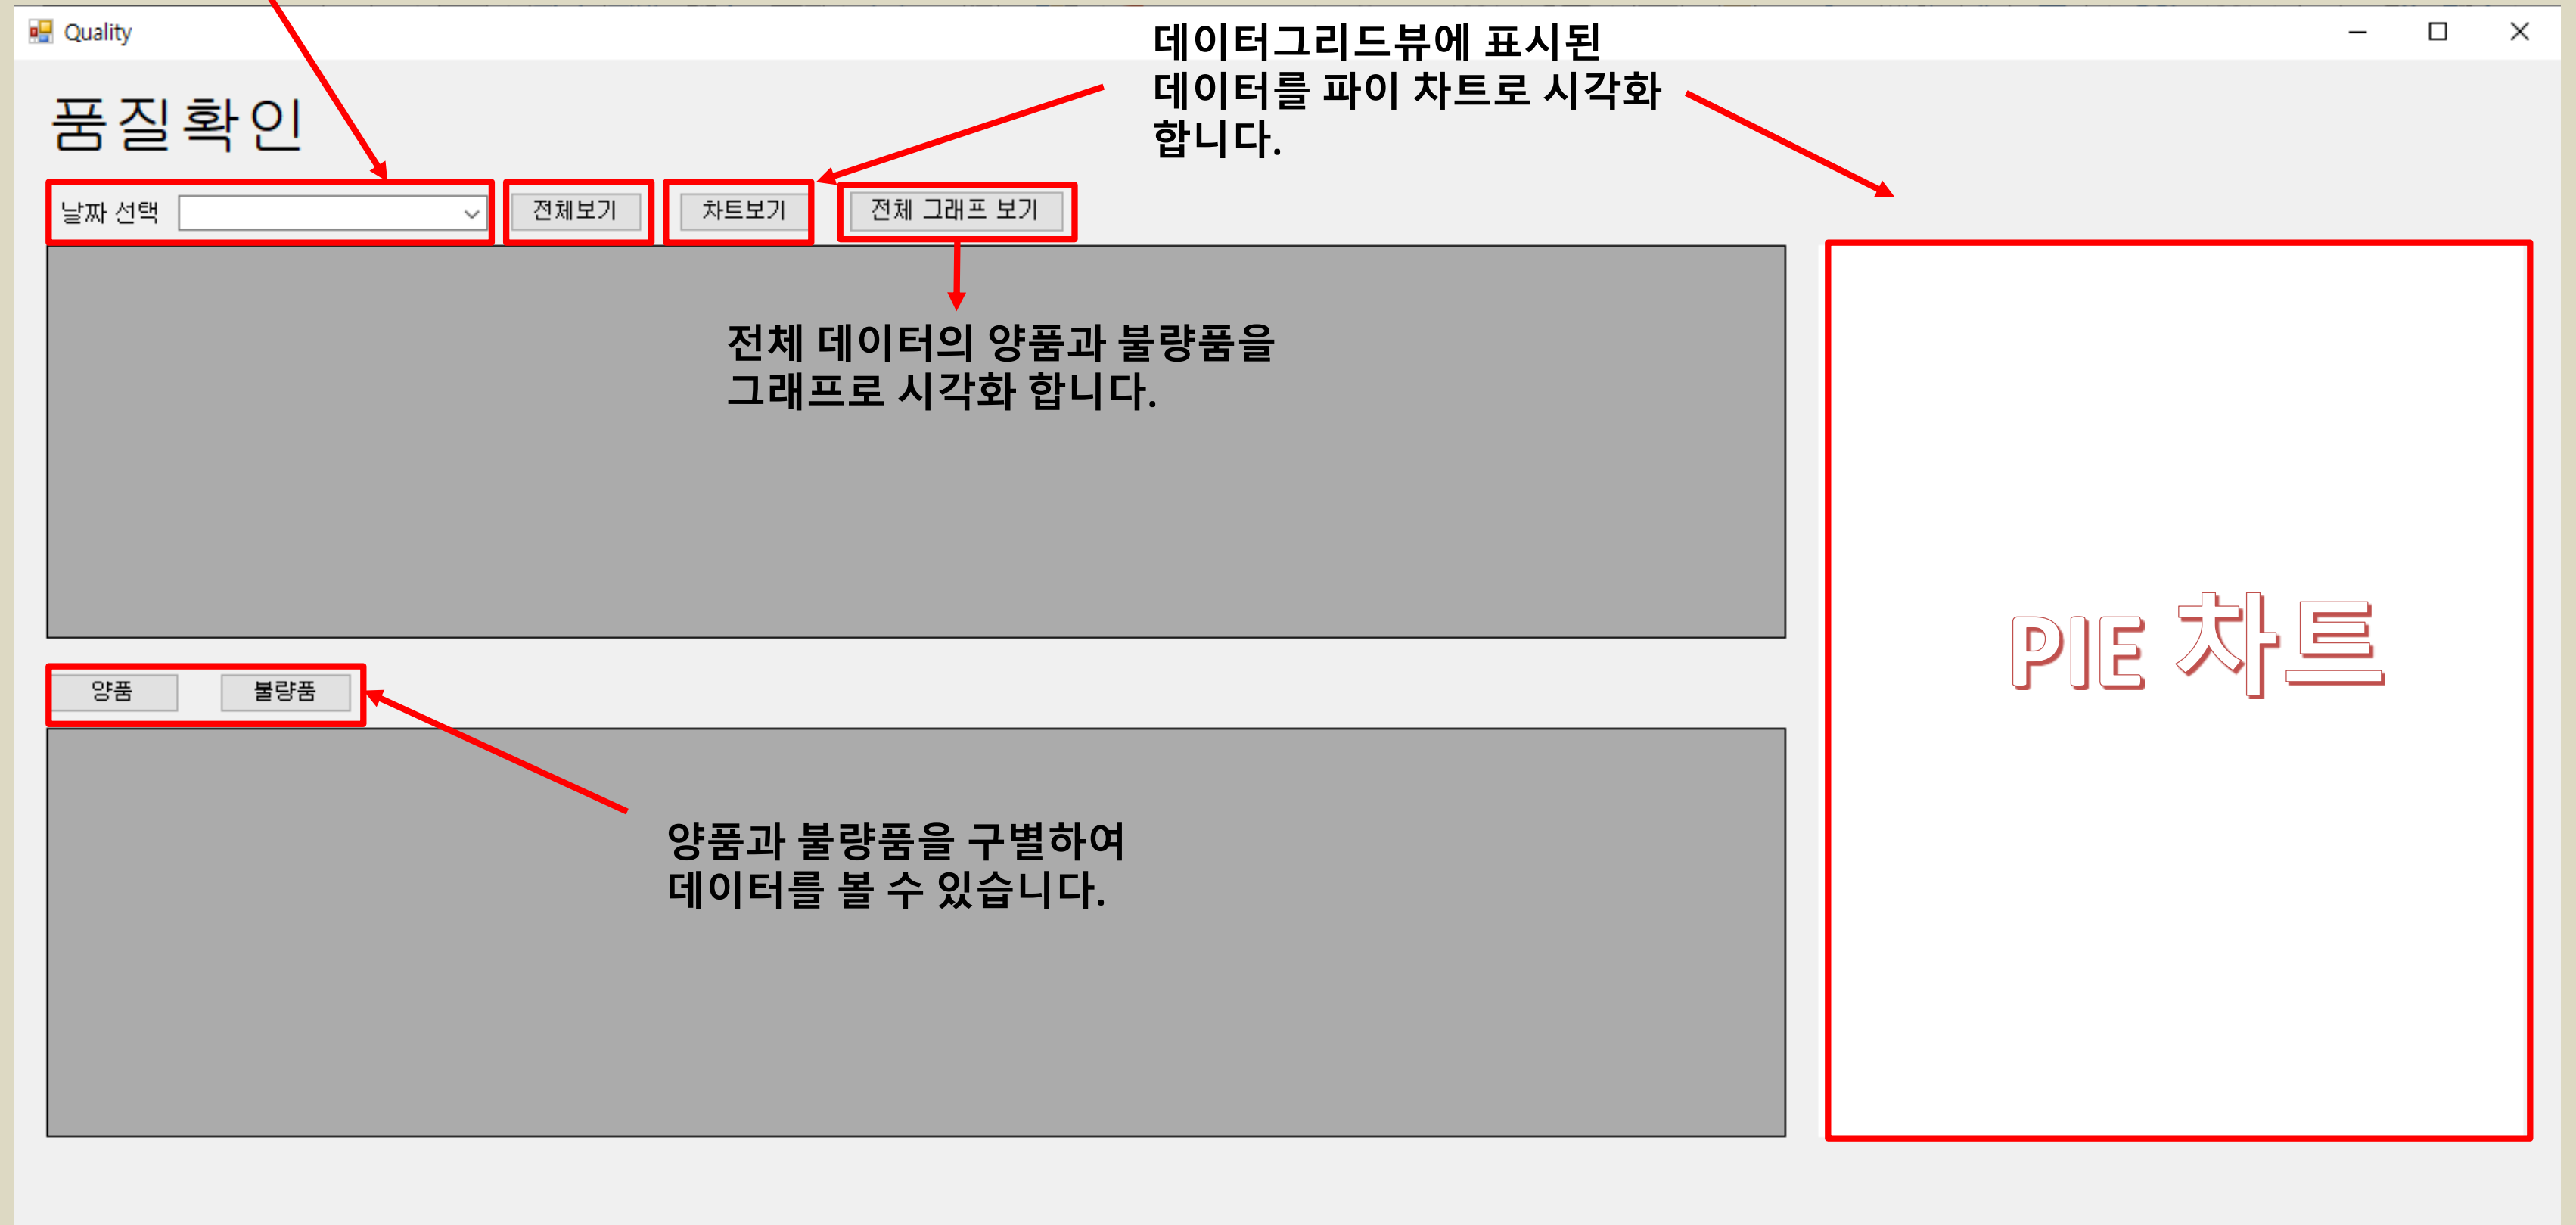 Quality
데이터그리드뷰에 표시된
데이터를 파이 차트로 시각화
합니다.
품질확인
날짜 선택
전체보기
차트보기
전체 그래프 보기
전체 데이터의 양품과 불량품을
그래프로 시각화 합니다.
PIE 차트
양품
불량품
양품과 불량품을 구별하여
데이터를 볼 수 있습니다.